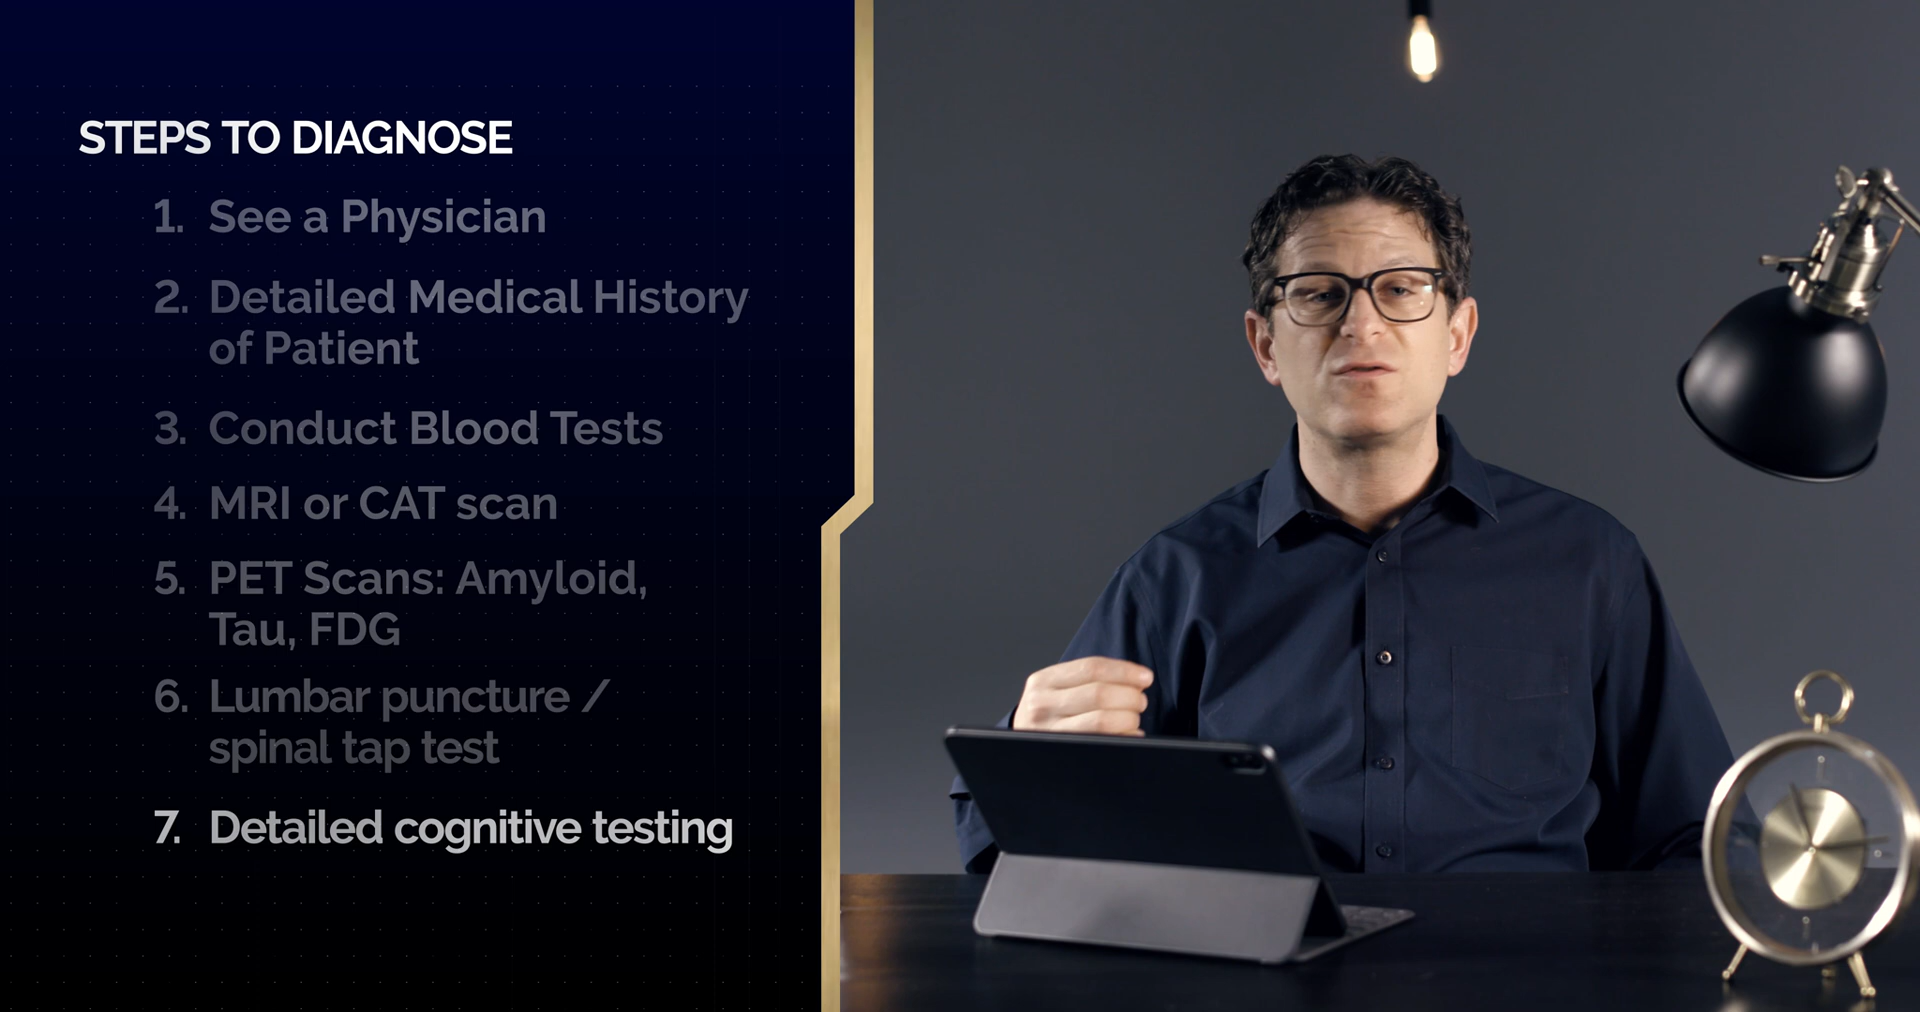 STEPS TO DIAGNOSE
1. See a Physician
2. Detailed Medical History
of Patient
3. Conduct Blood Tests
4. MRI or CAT scan
5. PET Scans: Amyloid,
Tau, FDG
6. Lumbar puncture /
spinal tap test
7. Detailed cognitive testing